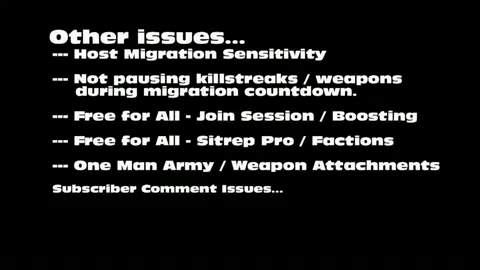 Other issues...
--- Host Migration Sensitivity
--- Not pausing killstreaks / weapons
during migration countdown.
--- Free for All - Join Session / Boosting
--- Free for All - Sitrep Pro / Factions
--- One Man Army / Weapon Attachments
Subscriber Comment Issues...